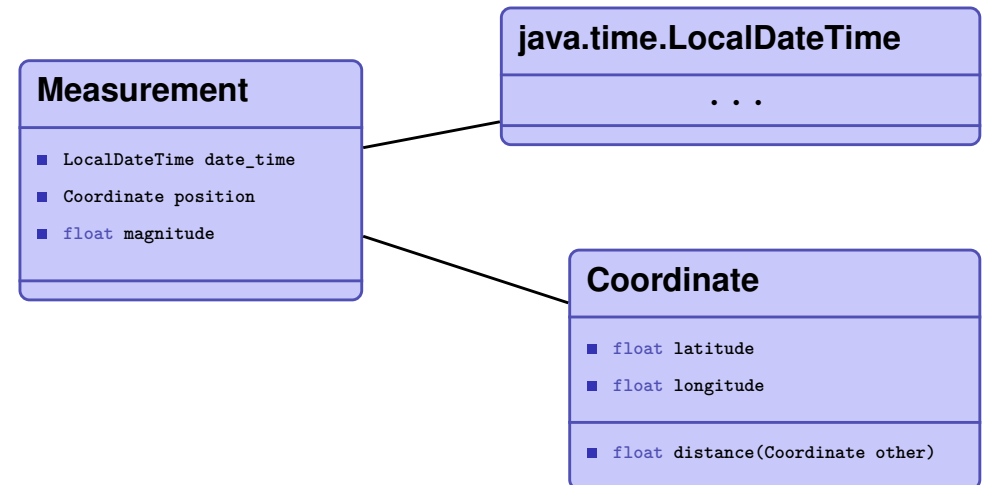 Measurement
LocalDateTime date_time
Coordinate position
float magnitude
java.time.LocalDateTime
. . .
Coordinate
float latitude
float longitude
float distance(Coordinate other)